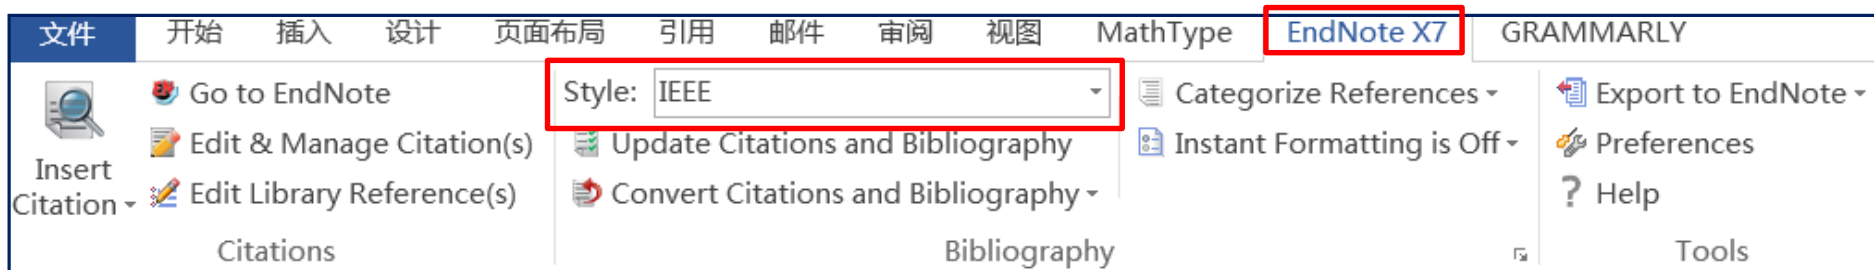 文件 开始 插入 设计 页面布局 引用 邮件 审阅 视图 MathType EndNote X7 GRAMMARLY
Insert Citation
Go to EndNote
Edit & Manage Citation(s)
Edit Library Reference(s)
Citations
Style: IEEE
Update Citations and Bibliography
Convert Citations and Bibliography
Categorize References
Instant Formatting is Off
Bibliography
Export to EndNote
Preferences
? Help
Tools